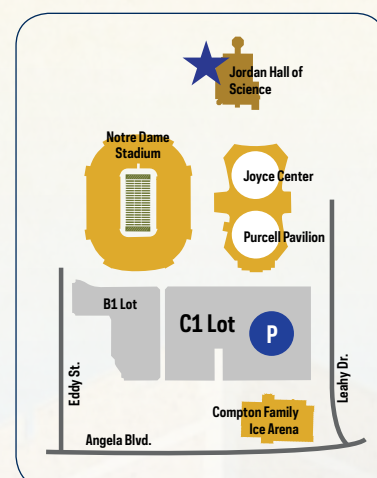 Jordan Hall of
Science
Notre Dame
Stadium
Joyce Center
Purcell Pavilion
B1 Lot
C1 Lot
P
Eddy St.
Leahy Dr.
Compton Family
Ice Arena
Angela Blvd.